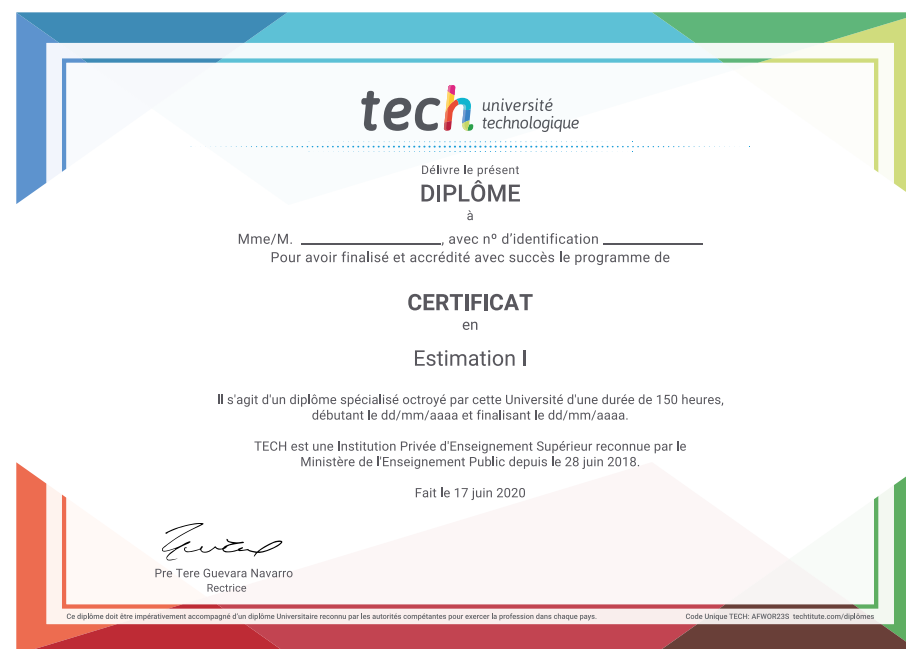 tech université
technologique
Délivre le présent
DIPLÔME
à
Mme/M. ____________________, avec nº d'identification ______________
Pour avoir finalisé et accrédité avec succès le programme de
CERTIFICAT
en
Estimation I
Il s'agit d'un diplôme spécialisé octroyé par cette Université d'une durée de 150 heures,
débutant le dd/mm/aaaa et finalisant le dd/mm/aaaa.
TECH est une Institution Privée d'Enseignement Supérieur reconnue par le
Ministère de l'Enseignement Public depuis le 28 juin 2018.
Fait le 17 juin 2020
Pre Tere Guevara Navarro
Rectrice
Ce diplôme doit être impérativement accompagné d'un diplôme Universitaire reconnu par les autorités compétantes pour exercer la profession dans chaque pays.
Code Unique TECH: AFWOR23S techtitute.com/diplômes